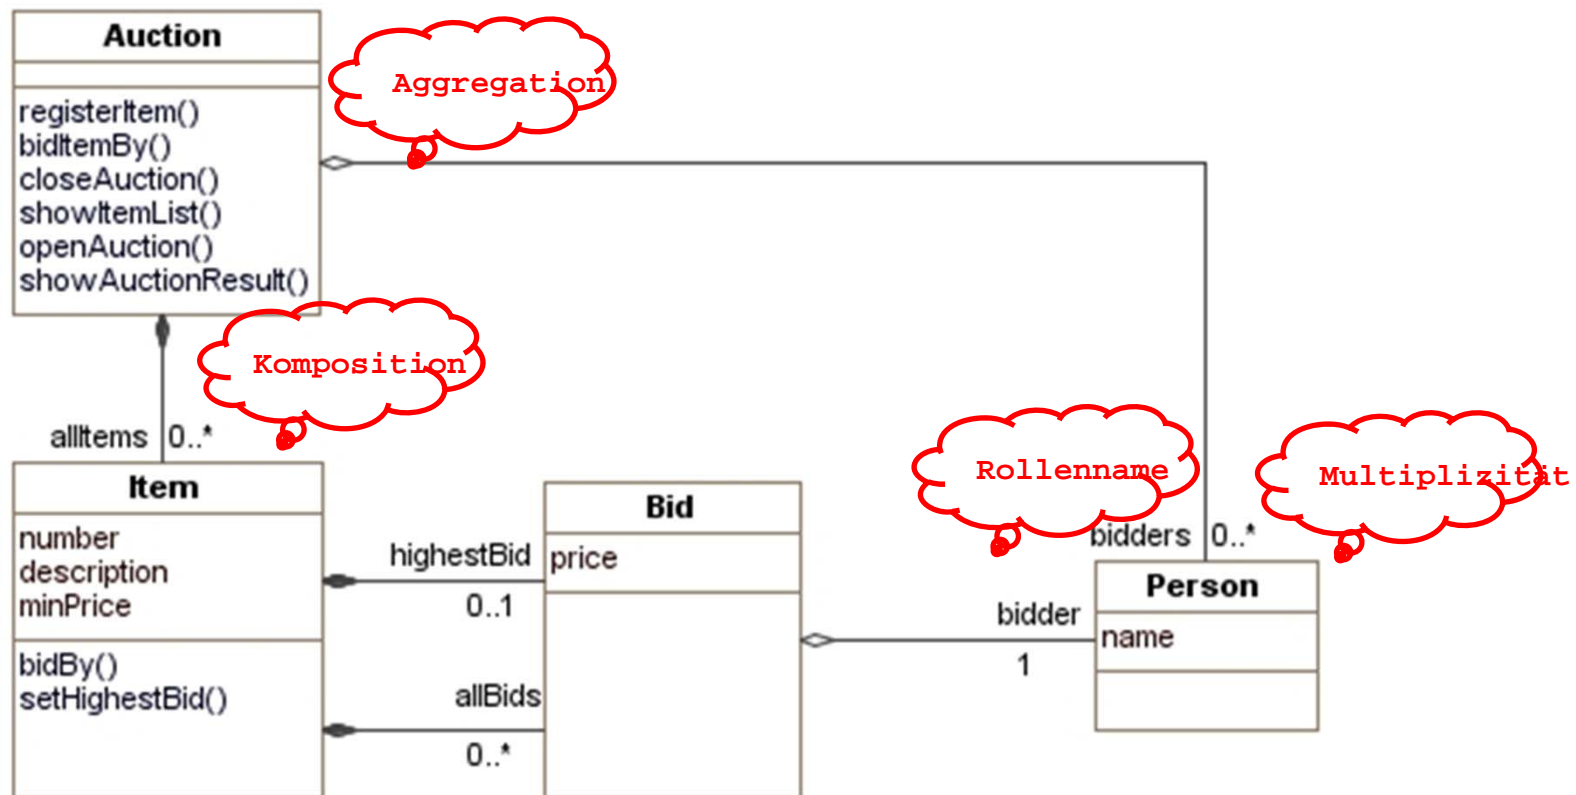 Auction
registerItem()
bidItemBy()
closeAuction()
showItemList()
openAuction()
showAuctionResult()
Aggregation
Komposition
allItems 0..*
Item
number
description
minPrice
bidBy()
setHighestBid()
highestBid
0..1
allBids
0..*
Bid
price
Rollenname
Multiplizität
bidders 0..*
bidder
1
Person
name